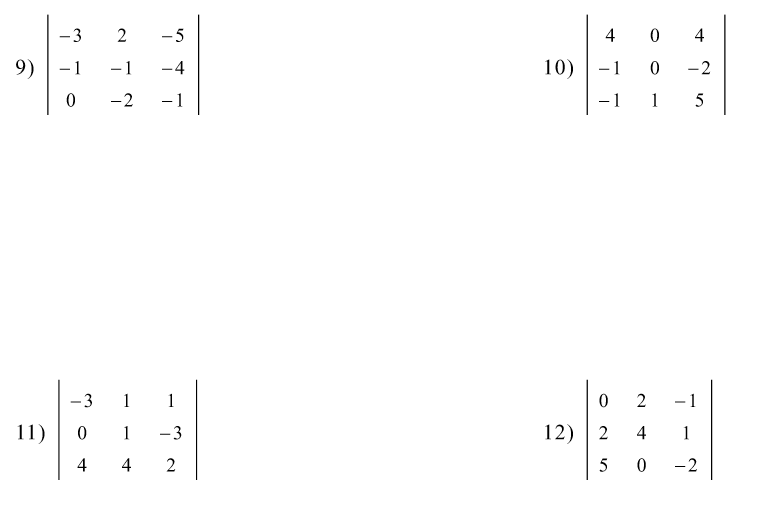 9) | −3 2 −5 |
| −1 −1 −4 |
| 0 −2 −1 |
10) | 4 0 4 |
| −1 0 −2 |
| −1 1 5 |
11) | −3 1 1 |
| 0 1 −3 |
| 4 4 2 |
12) | 0 2 −1 |
| 2 4 1 |
| 5 0 −2 |